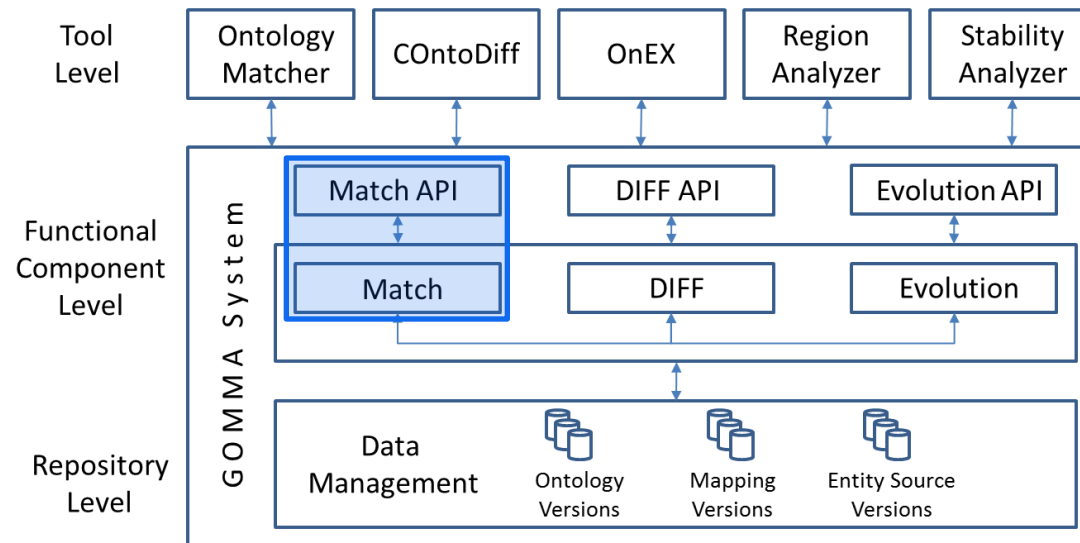 Tool
Level
Ontology
Matcher
COntoDiff
OnEX
Region
Analyzer
Stability
Analyzer
Functional
Component
Level
GOMMA System
Match API
DIFF API
Evolution API
Match
DIFF
Evolution
Repository
Level
Data
Management
Ontology
Versions
Mapping
Versions
Entity Source
Versions